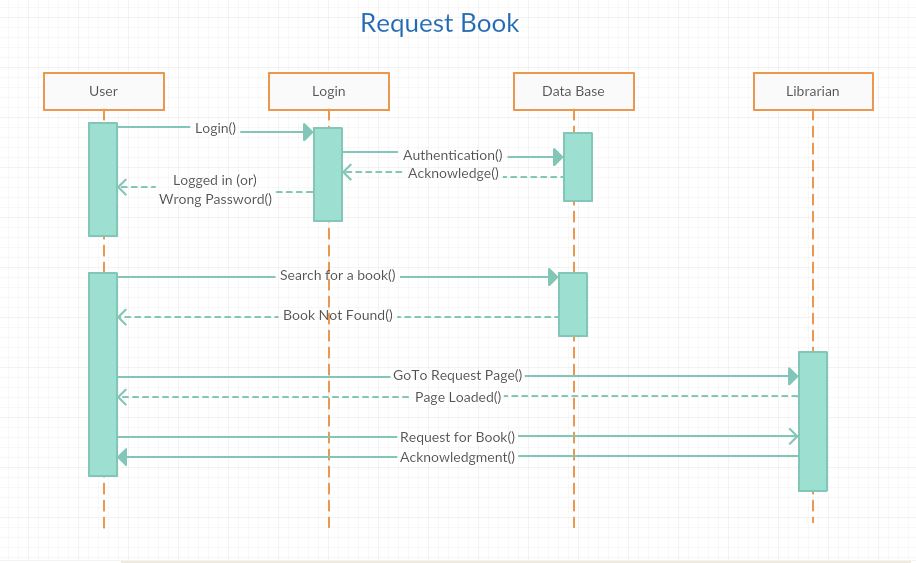 Request Book
User
Login
Data Base
Librarian
Login()
Authentication()
Acknowledge()
Logged in (or)
Wrong Password()
Search for a book()
Book Not Found()
GoTo Request Page()
Page Loaded()
Request for Book()
Acknowledgment()